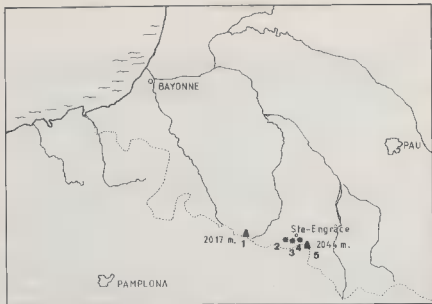 BAYONNE
PAU
Ste-Engrace
2017 m.
1
2
3
4
2044 m.
5
PAMPLONA